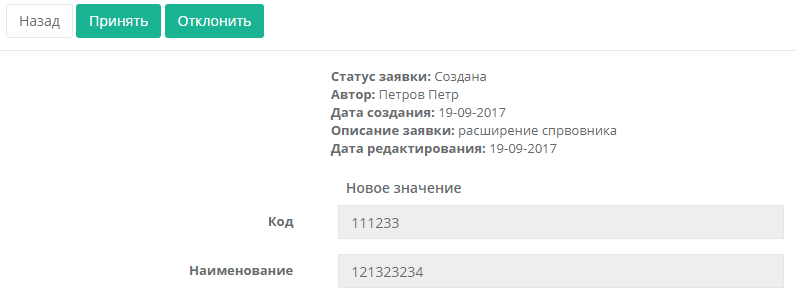 Назад Принять Отклонить
Статус заявки: Создана
Автор: Петров Петр
Дата создания: 19-09-2017
Описание заявки: расширение спрвовника
Дата редактирования: 19-09-2017
Новое значение
Код 111233
Наименование 121323234